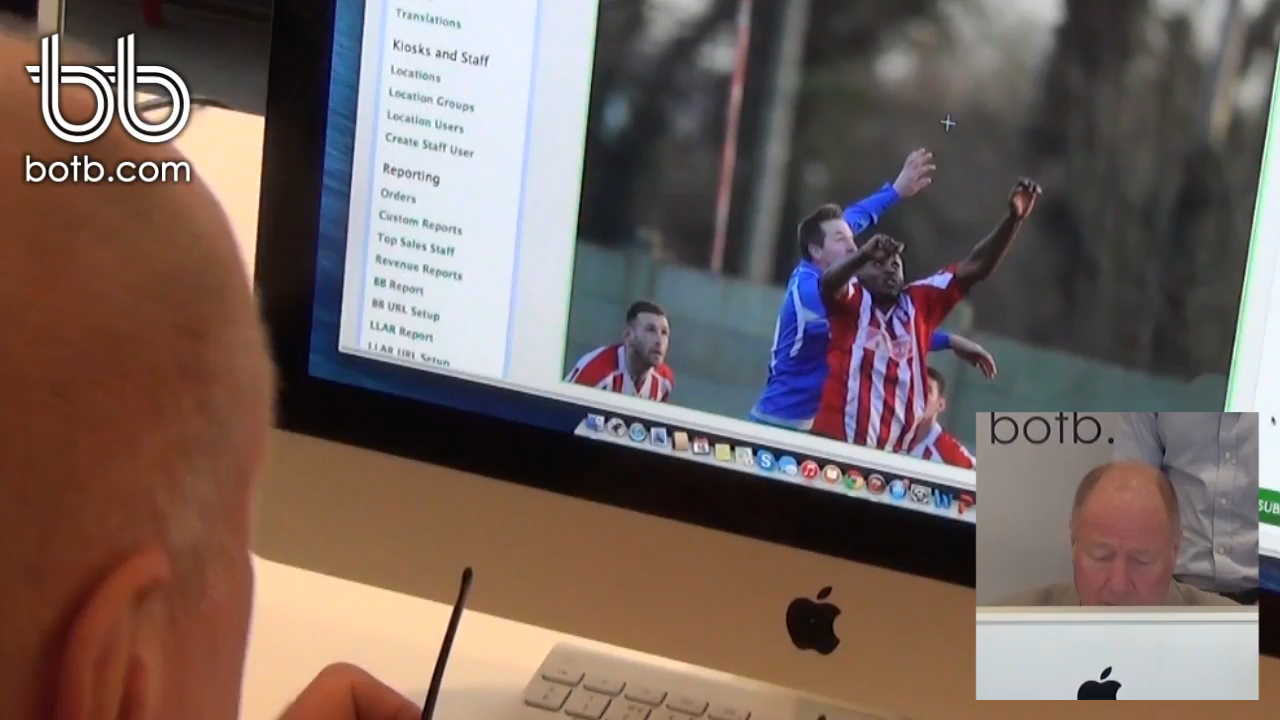 bb
botb.com
Translations
Kiosks and Staff
Locations
Location Groups
Location Users
Create Staff User
Reporting
Orders
Custom Reports
Top Sales Staff
Revenue Reports
BB Report
BB URL Setup
LLAR Report
LLAR URL Setup
botb.
SUB